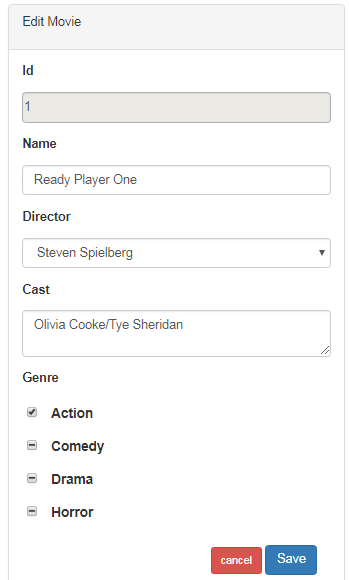 Edit Movie
Id
1
Name
Ready Player One
Director
Steven Spielberg
Cast
Olivia Cooke/Tye Sheridan
Genre
Action
Comedy
Drama
Horror
cancel Save